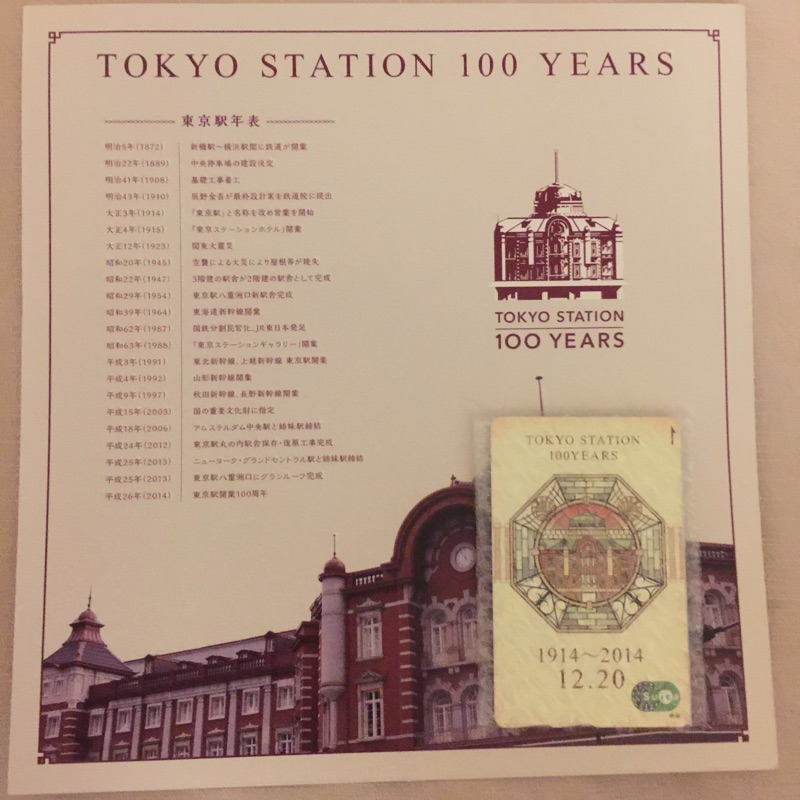 TOKYO STATION 100 YEARS
東京駅年表
明治5年(1872) 新橋駅〜横浜駅間に鉄道が開業
明治22年(1889) 中央停車場の建設決定
明治41年(1908) 基礎工事着工
明治43年(1910) 辰野金吾が最終設計案を鉄道院に提出
大正3年(1914) 「東京駅」と名称を改め営業を開始
大正4年(1915) 「東京ステーションホテル」開業
大正12年(1923) 関東大震災
昭和20年(1945) 空襲による火災により屋根等が焼失
昭和22年(1947) 3階建の駅舎が2階建の駅舎として完成
昭和29年(1954) 東京駅八重洲口新駅舎完成
昭和39年(1964) 東海道新幹線開業
昭和62年(1987) 国鉄分割民営化、JR東日本発足
昭和63年(1988) 「東京ステーションギャラリー」開業
平成3年(1991) 東北新幹線、上越新幹線 東京駅開業
平成4年(1992) 山形新幹線開業
平成9年(1997) 秋田新幹線、長野新幹線開業
平成15年(2003) 国の重要文化財に指定
平成18年(2006) アムステルダム中央駅と姉妹駅締結
平成24年(2012) 東京駅丸の内駅舎保存・復原工事完成
平成25年(2013) ニューヨーク・グランドセントラル駅と姉妹駅締結
平成25年(2013) 東京駅八重洲口にグランルーフ完成
平成26年(2014) 東京駅開業100周年
TOKYO STATION
100 YEARS
TOKYO STATION
100YEARS
1914〜2014
12.20
Suica